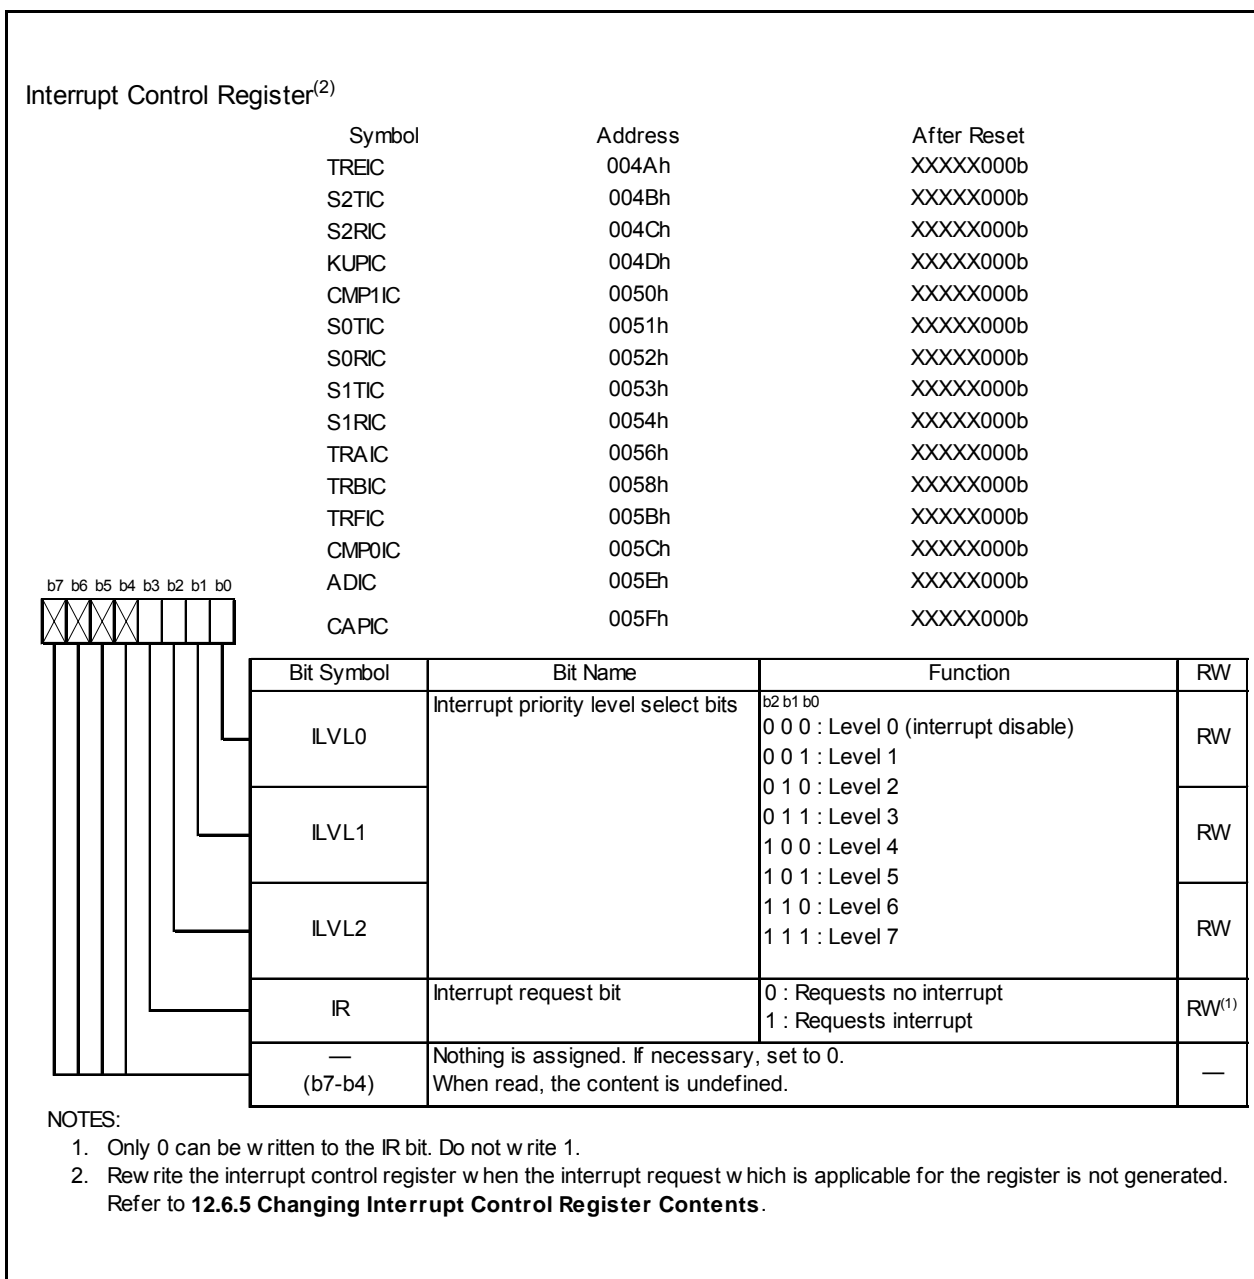 Interrupt Control Register(2)
Symbol Address After Reset
TREIC 004Ah XXXXX000b
S2TIC 004Bh XXXXX000b
S2RIC 004Ch XXXXX000b
KUPIC 004Dh XXXXX000b
CMP1IC 0050h XXXXX000b
S0TIC 0051h XXXXX000b
S0RIC 0052h XXXXX000b
S1TIC 0053h XXXXX000b
S1RIC 0054h XXXXX000b
TRAIC 0056h XXXXX000b
TRBIC 0058h XXXXX000b
TRFIC 005Bh XXXXX000b
CMP0IC 005Ch XXXXX000b
ADIC 005Eh XXXXX000b
CAPIC 005Fh XXXXX000b
b7 b6 b5 b4 b3 b2 b1 b0
Bit Symbol Bit Name Function RW
ILVL0 Interrupt priority level select bits b2 b1 b0
0 0 0 : Level 0 (interrupt disable) RW
0 0 1 : Level 1
0 1 0 : Level 2
ILVL1 0 1 1 : Level 3 RW
1 0 0 : Level 4
1 0 1 : Level 5
ILVL2 1 1 0 : Level 6 RW
1 1 1 : Level 7
IR Interrupt request bit 0 : Requests no interrupt RW(1)
1 : Requests interrupt
— Nothing is assigned. If necessary, set to 0. —
(b7-b4) When read, the content is undefined.
NOTES:
1. Only 0 can be written to the IR bit. Do not write 1.
2. Rewrite the interrupt control register when the interrupt request which is applicable for the register is not generated.
Refer to 12.6.5 Changing Interrupt Control Register Contents.